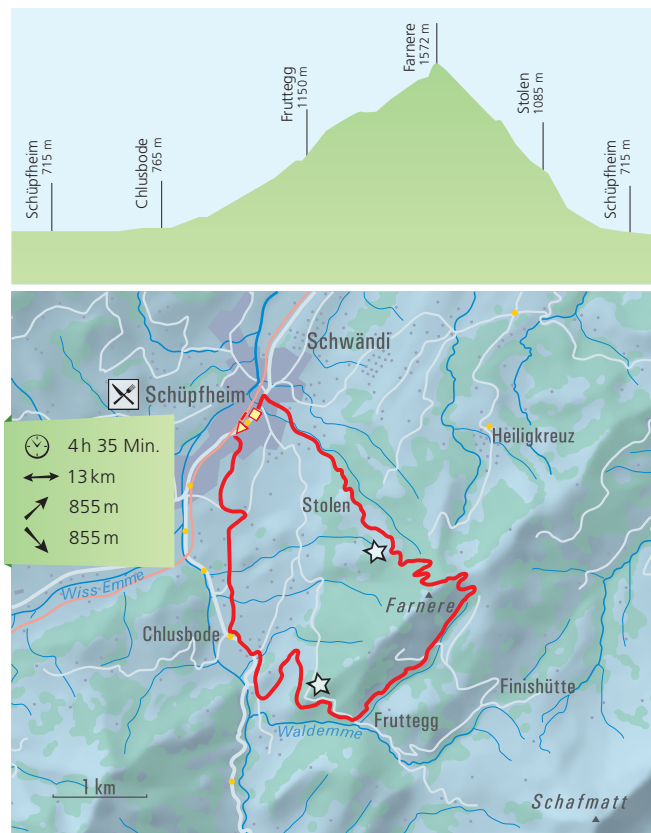 Schüpfheim
715 m
Chlusbode
765 m
Fruttegg
1150 m
Farnere
1572 m
Stolen
1085 m
Schüpfheim
715 m
Schwändi
Schüpfheim
Heiligkreuz
4 h 35 Min.
13 km
855 m
855 m
Stolen
Wiss Emme
Farnere
Chlusbode
Finishütte
Fruttegg
Waldemme
1 km
Schafmatt